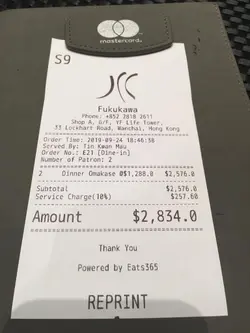 mastercard.
S9
Fukukawa
Phone: +852 2818 2611
Shop A, G/F, YF Life Tower,
33 Lockhart Road, Wanchai, Hong Kong
Order Time: 2019-09-24 18:46:38
Served By: Tin Kwan Mau
Order No.: E21 [Dine-in]
Number of Patron: 2
2 Dinner Omakase @$1,288.0 $2,576.0
Subtotal $2,576.0
Service Charge(10%) $257.60
Amount $2,834.0
Thank You
Powered by Eats365
REPRINT